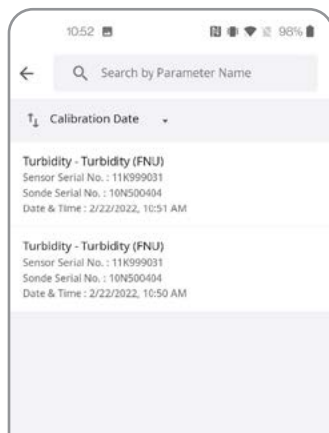 10:52 98%
Search by Parameter Name
Calibration Date
Turbidity - Turbidity (FNU)
Sensor Serial No. : 11K999031
Sonde Serial No. : 10N500404
Date & Time : 2/22/2022, 10:51 AM
Turbidity - Turbidity (FNU)
Sensor Serial No. : 11K999031
Sonde Serial No. : 10N500404
Date & Time : 2/22/2022, 10:50 AM